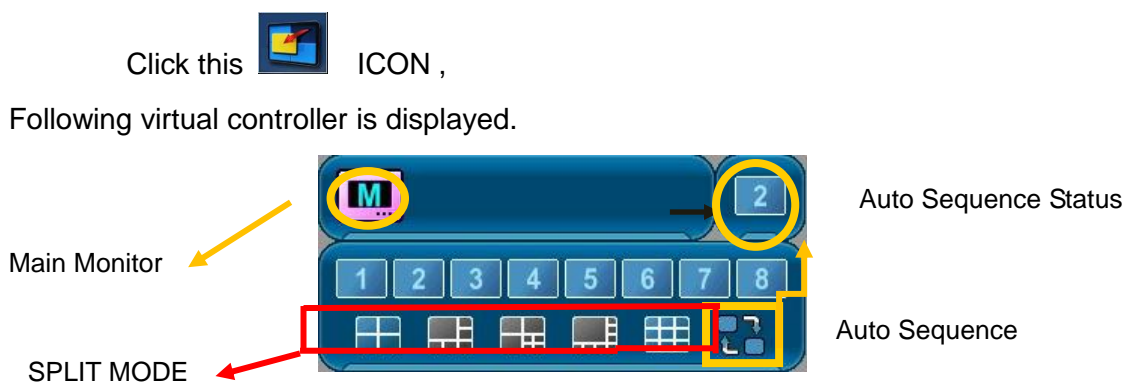 Click this ICON ,
Following virtual controller is displayed.
M
2
Auto Sequence Status
Main Monitor
1 2 3 4 5 6 7 8
Auto Sequence
SPLIT MODE